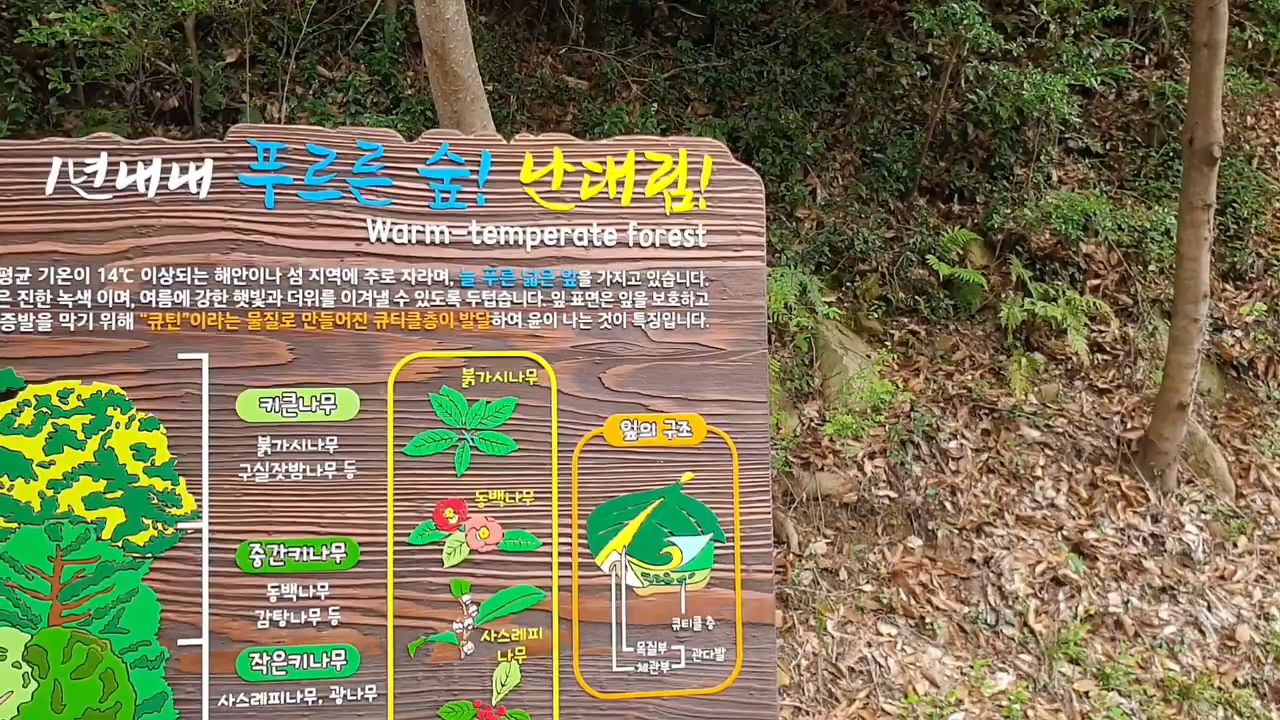 1년내내 푸르른 숲! 난대림!
Warm-temperate forest
평균 기온이 14℃ 이상되는 해안이나 섬 지역에 주로 자라며, 늘 푸른 넓은 잎을 가지고 있습니다.
은 진한 녹색 이며, 여름에 강한 햇빛과 더위를 이겨낼 수 있도록 두텁습니다. 잎 표면은 잎을 보호하고
증발을 막기 위해 "큐틴"이라는 물질로 만들어진 큐티클층이 발달하여 윤이 나는 것이 특징입니다.
키큰나무
붉가시나무
구실잣밤나무 등
중간키나무
동백나무
감탕나무 등
작은키나무
사스레피나무, 광나무
붉가시나무
동백나무
사스레피
나무
잎의 구조
큐티클 층
목질부
체관부
관다발